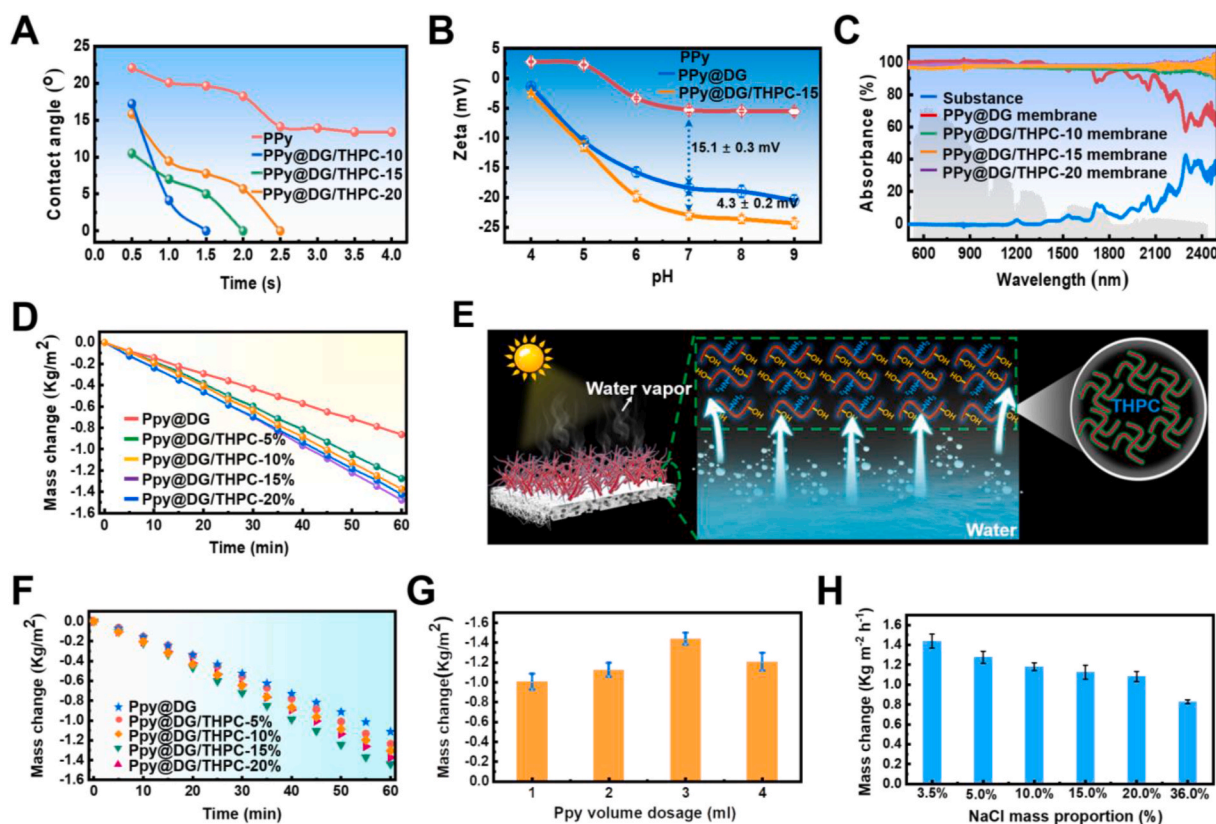 A
Contact angle (°)
25
20
15
10
5
0
PPy
PPy@DG/THPC-10
PPy@DG/THPC-15
PPy@DG/THPC-20
0.0 0.5 1.0 1.5 2.0 2.5 3.0 3.5 4.0
Time (s)
B
Zeta (mV)
5
0
-5
-10
-15
-20
-25
PPy
PPy@DG
PPy@DG/THPC-15
15.1 ± 0.3 mV
4.3 ± 0.2 mV
4 5 6 7 8 9
pH
C
Absorbance (%)
100
80
60
40
20
0
Substance
PPy@DG membrane
PPy@DG/THPC-10 membrane
PPy@DG/THPC-15 membrane
PPy@DG/THPC-20 membrane
600 900 1200 1500 1800 2100 2400
Wavelength (nm)
D
Mass change (Kg/m²)
0.0
-0.2
-0.4
-0.6
-0.8
-1.0
-1.2
-1.4
-1.6
Ppy@DG
Ppy@DG/THPC-5%
Ppy@DG/THPC-10%
Ppy@DG/THPC-15%
Ppy@DG/THPC-20%
0 10 20 30 40 50 60
Time (min)
E
Water vapor
Water
THPC
F
Mass change (Kg/m²)
0.0
-0.2
-0.4
-0.6
-0.8
-1.0
-1.2
-1.4
-1.6
Ppy@DG
Ppy@DG/THPC-5%
Ppy@DG/THPC-10%
Ppy@DG/THPC-15%
Ppy@DG/THPC-20%
0 10 20 30 40 50 60
Time (min)
G
Mass change(Kg/m²)
-1.6
-1.4
-1.2
-1.0
-0.8
-0.6
-0.4
-0.2
-0.0
1 2 3 4
Ppy volume dosage (ml)
H
Mass change (Kg m⁻² h⁻¹)
1.6
1.4
1.2
1.0
0.8
0.6
0.4
0.2
0.0
3.5% 5.0% 10.0% 15.0% 20.0% 36.0%
NaCl mass proportion (%)